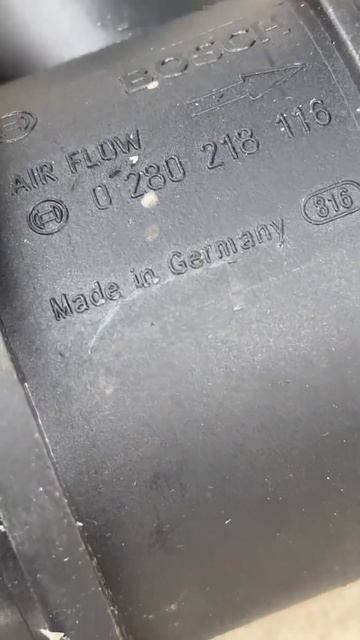 BOSCH
AIR FLOW
0 280 218 116
Made in Germany 816